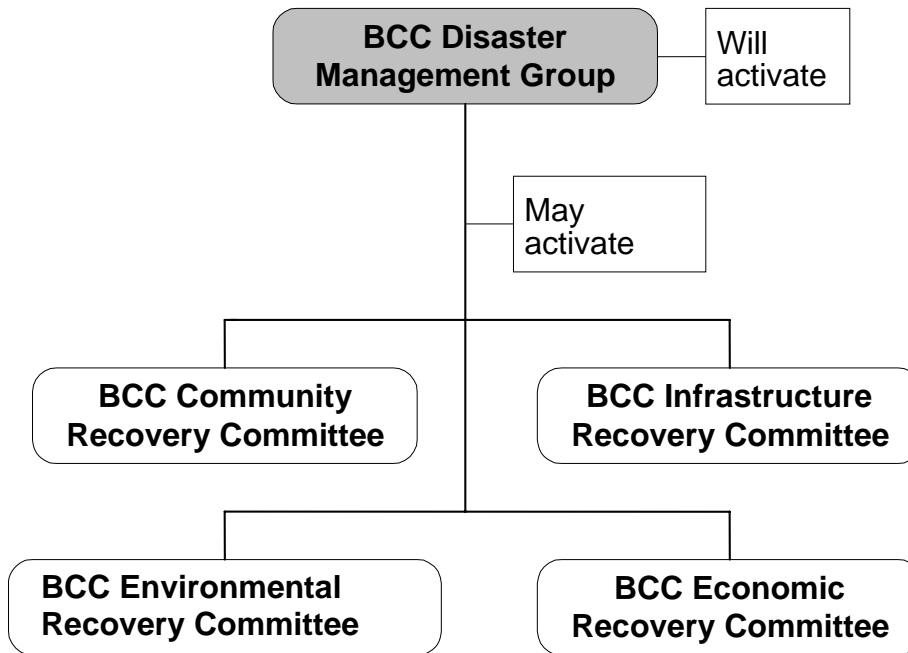 BCC Disaster
Management Group
Will
activate
May
activate
BCC Community
Recovery Committee
BCC Infrastructure
Recovery Committee
BCC Environmental
Recovery Committee
BCC Economic
Recovery Committee